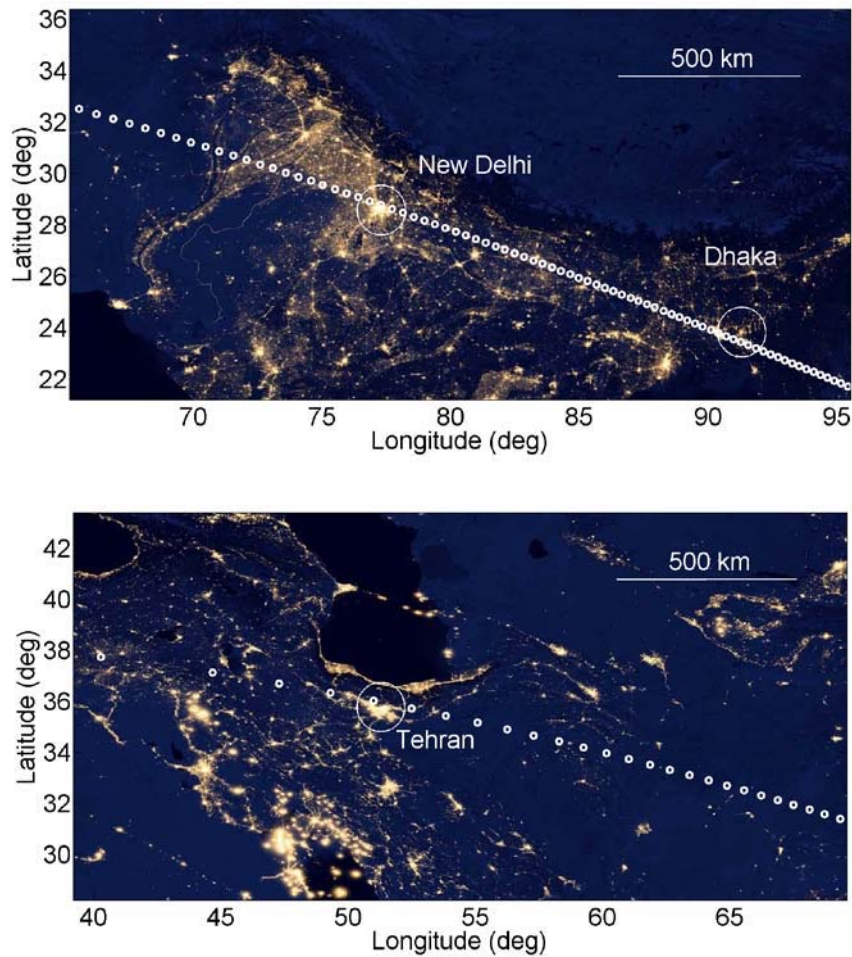 36
34
32
30
28
26
24
22
Latitude (deg)
500 km
New Delhi
Dhaka
70 75 80 85 90 95
Longitude (deg)
42
40
38
36
34
32
30
Latitude (deg)
500 km
Tehran
40 45 50 55 60 65
Longitude (deg)